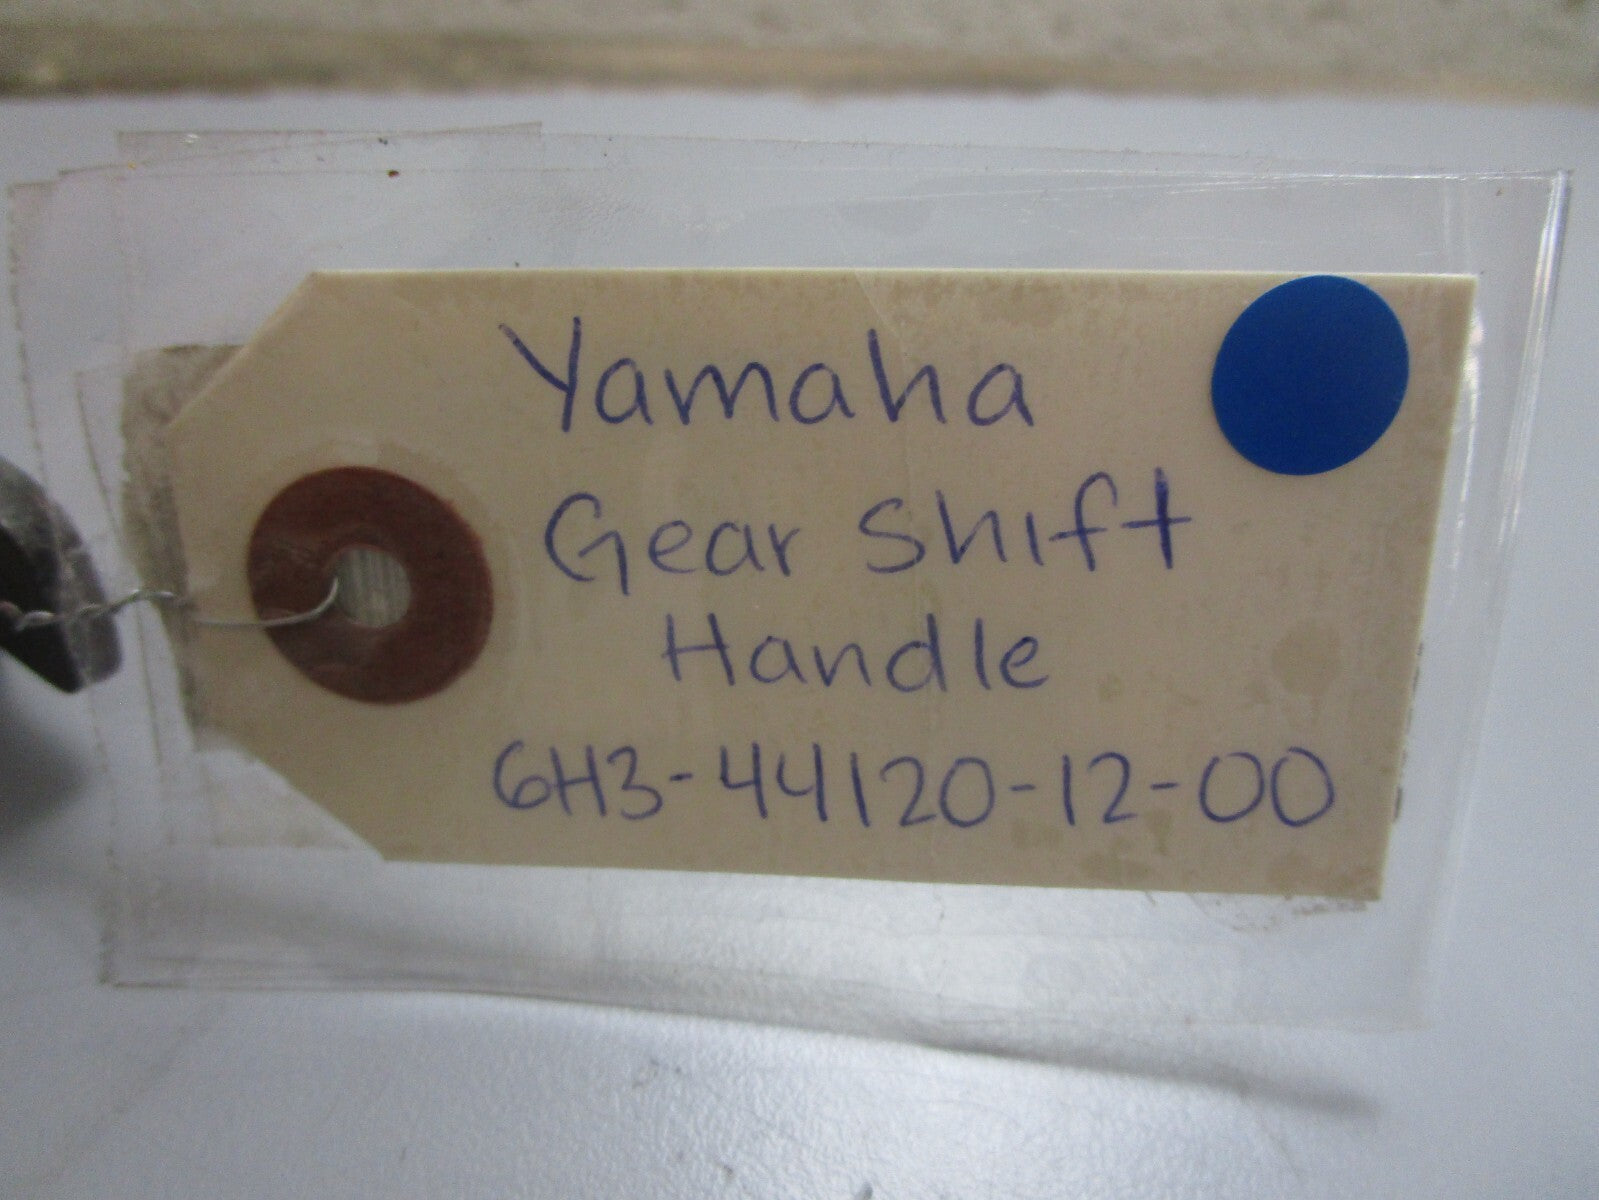 Yamaha
Gear Shift
Handle
6H3-44120-12-00